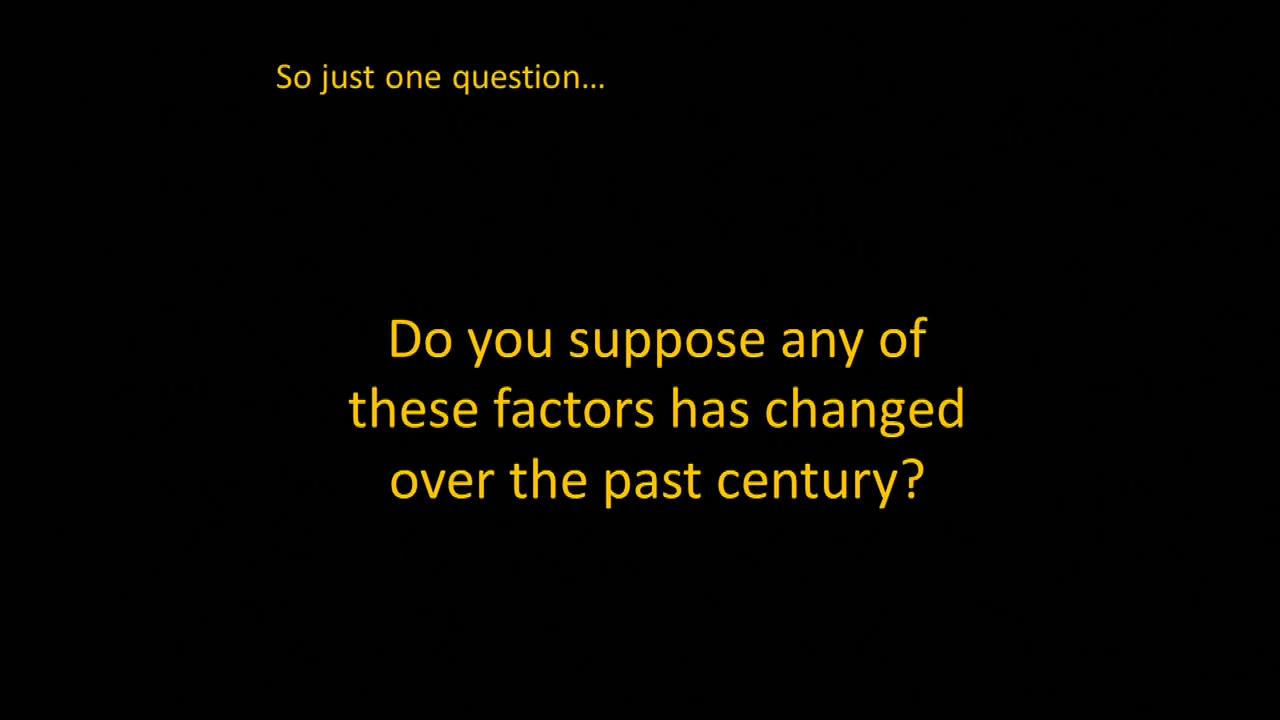 So just one question…
Do you suppose any of
these factors has changed
over the past century?